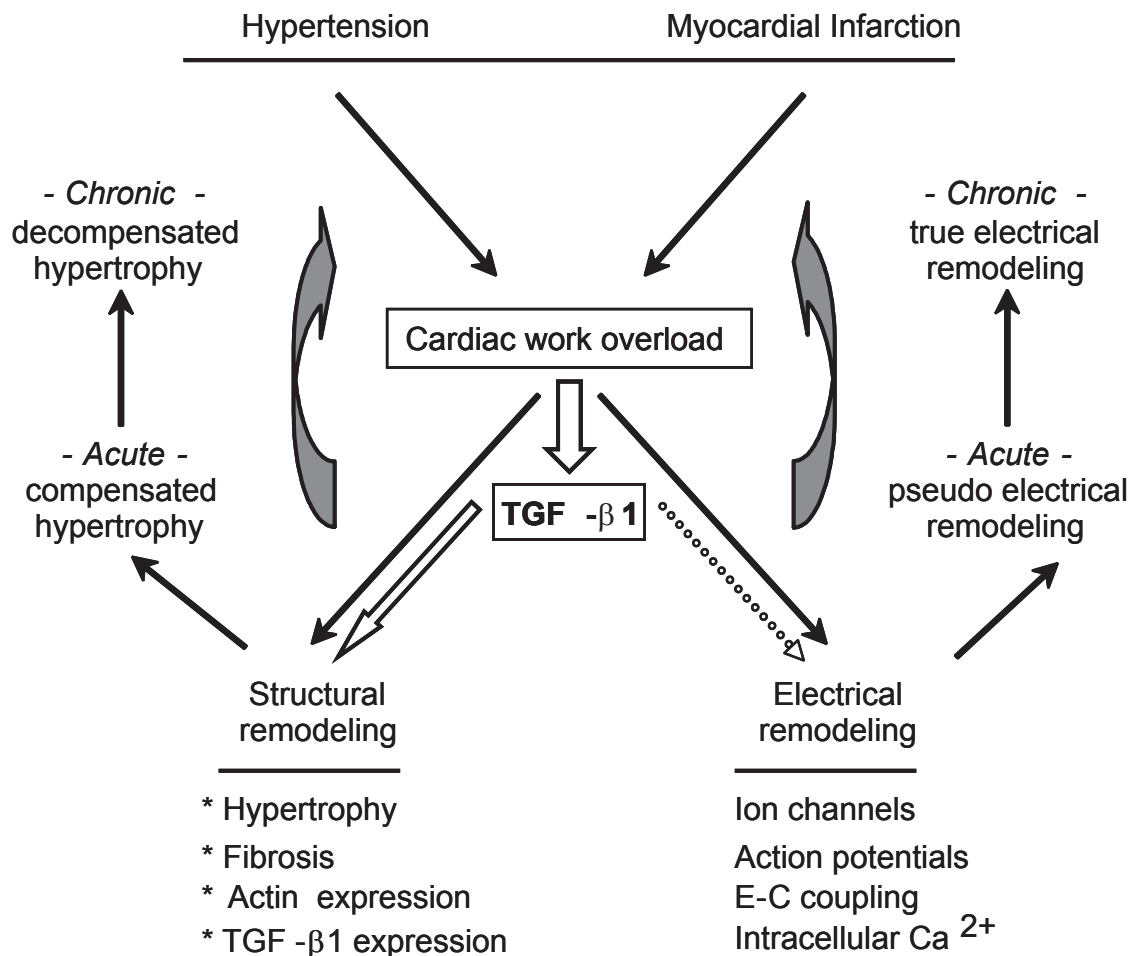 Hypertension
Myocardial Infarction
- Chronic -
decompensated
hypertrophy
- Chronic -
true electrical
remodeling
Cardiac work overload
- Acute -
compensated
hypertrophy
TGF -β1
- Acute -
pseudo electrical
remodeling
Structural
remodeling
Electrical
remodeling
* Hypertrophy
* Fibrosis
* Actin expression
* TGF -β1 expression
Ion channels
Action potentials
E-C coupling
Intracellular Ca 2+